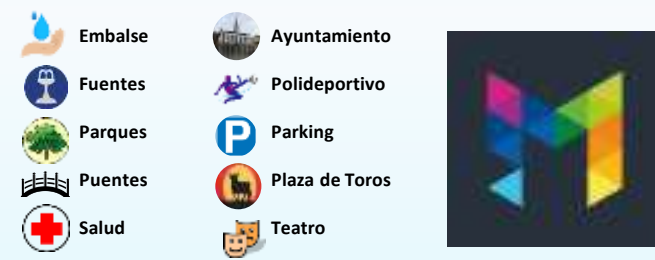 Embalse
Fuentes
Parques
Puentes
Salud
Ayuntamiento
Polideportivo
P
Parking
Plaza de Toros
Teatro
M